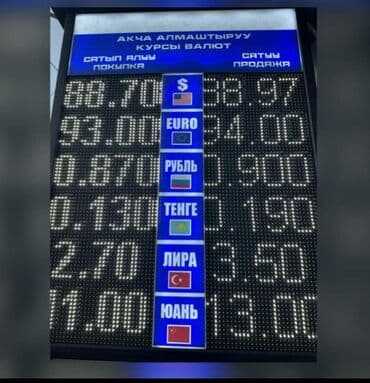 АКЧА АЛМАШТЫРУУ
КУРСЫ ВАЛЮТ
САТЫП АЛУУ САТУУ
ПОКУПКА ПРОДАЖА
88.70 $ 88.97
93.00 EURO 94.00
0.870 РУБЛЬ 0.900
0.130 ТЕНГЕ 0.190
2.70 ЛИРА 3.50
11.00 ЮАНЬ 13.00